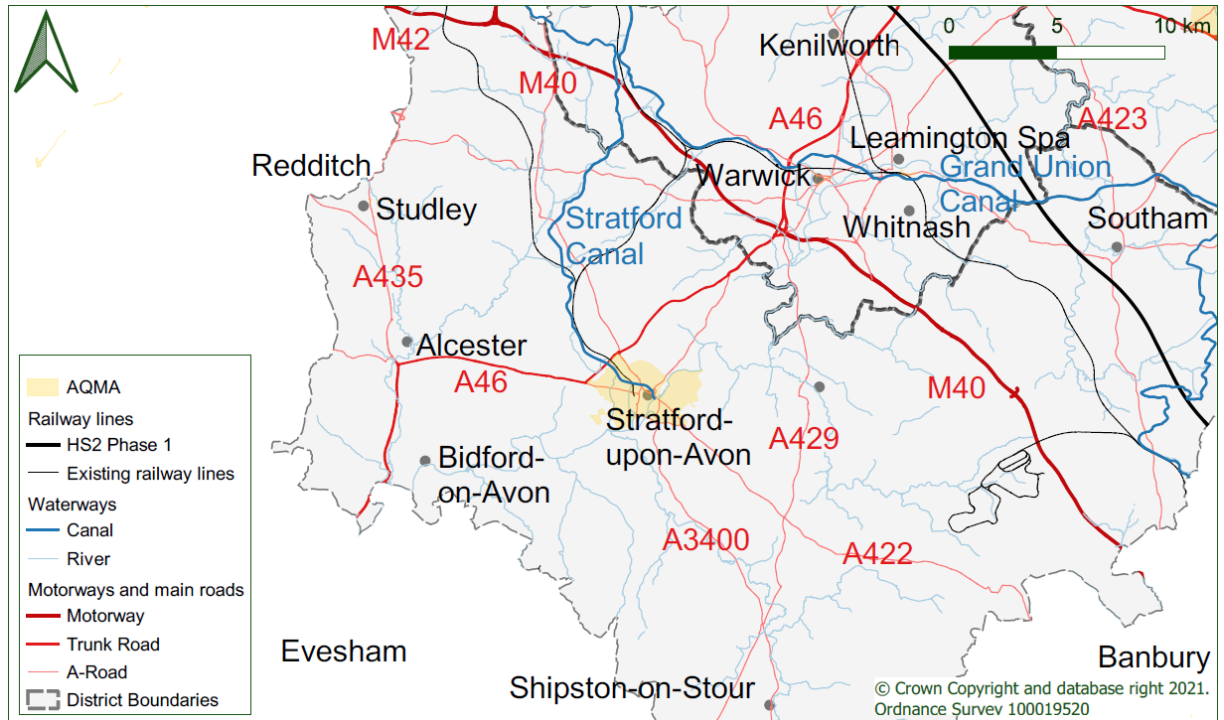 0 5 10 km
M42
Kenilworth
M40
A46
A423
Leamington Spa
Redditch
Warwick
Grand Union
Canal
Studley
Stratford
Canal
Whitnash
Southam
A435
Alcester
A46
M40
Stratford-
upon-Avon
A429
Bidford-
on-Avon
A3400
A422
Evesham
Banbury
Shipston-on-Stour
AQMA
Railway lines
HS2 Phase 1
Existing railway lines
Waterways
Canal
River
Motorways and main roads
Motorway
Trunk Road
A-Road
District Boundaries
© Crown Copyright and database right 2021.
Ordnance Survey 100019520